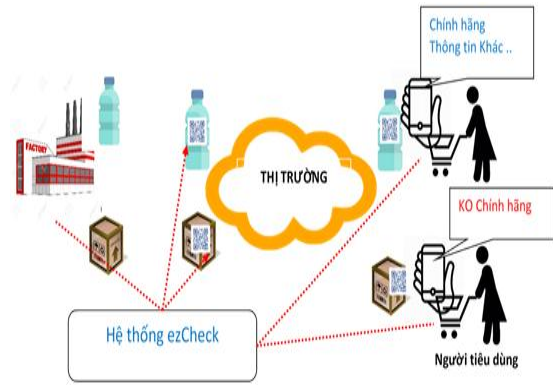 Chính hãng
Thông tin Khác ..
FACTORY
THỊ TRƯỜNG
KO Chính hãng
Hệ thống ezCheck
Người tiêu dùng